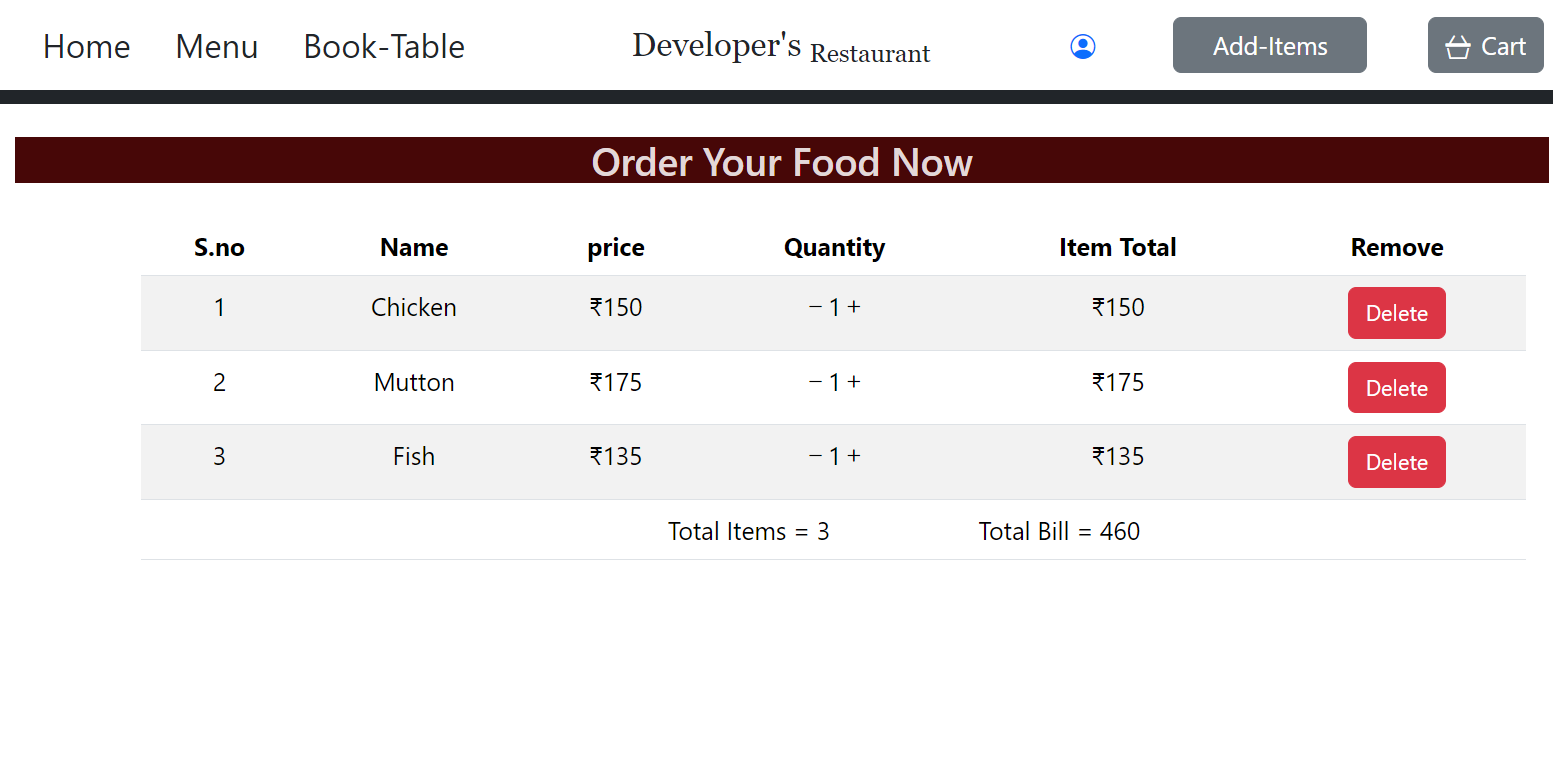 Home Menu Book-Table Developer's Restaurant Add-Items Cart
Order Your Food Now
S.no Name price Quantity Item Total Remove
1 Chicken ₹150 − 1 + ₹150 Delete
2 Mutton ₹175 − 1 + ₹175 Delete
3 Fish ₹135 − 1 + ₹135 Delete
Total Items = 3 Total Bill = 460